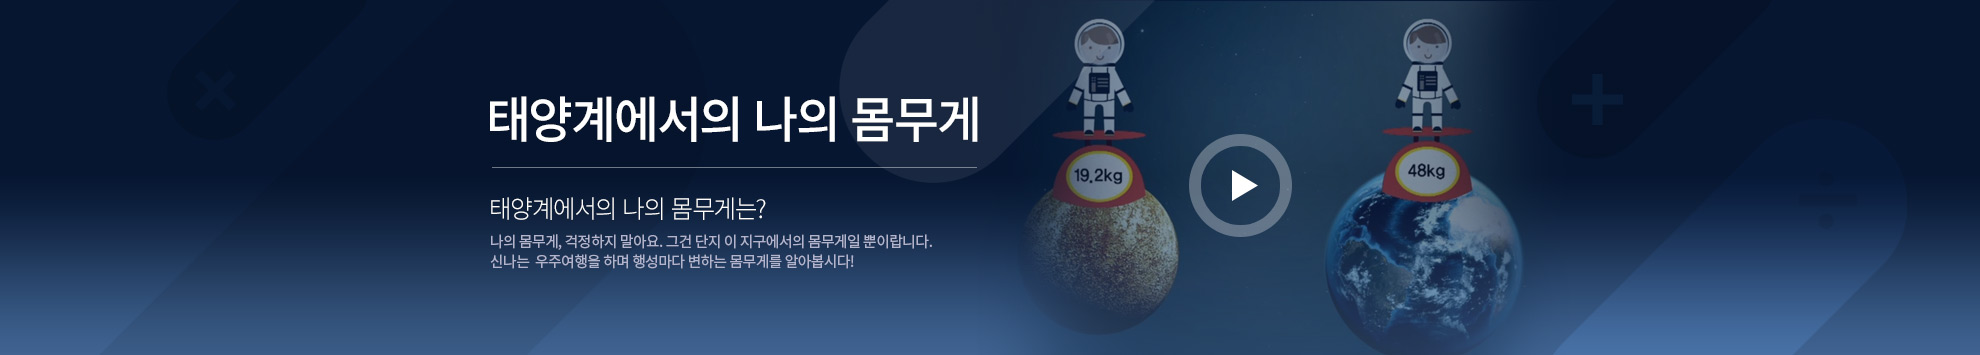 태양계에서의 나의 몸무게
태양계에서의 나의 몸무게는?
나의 몸무게, 걱정하지 말아요. 그건 단지 이 지구에서의 몸무게일 뿐이랍니다.
신나는 우주여행을 하며 행성마다 변하는 몸무게를 알아봅시다!
19.2kg
48kg